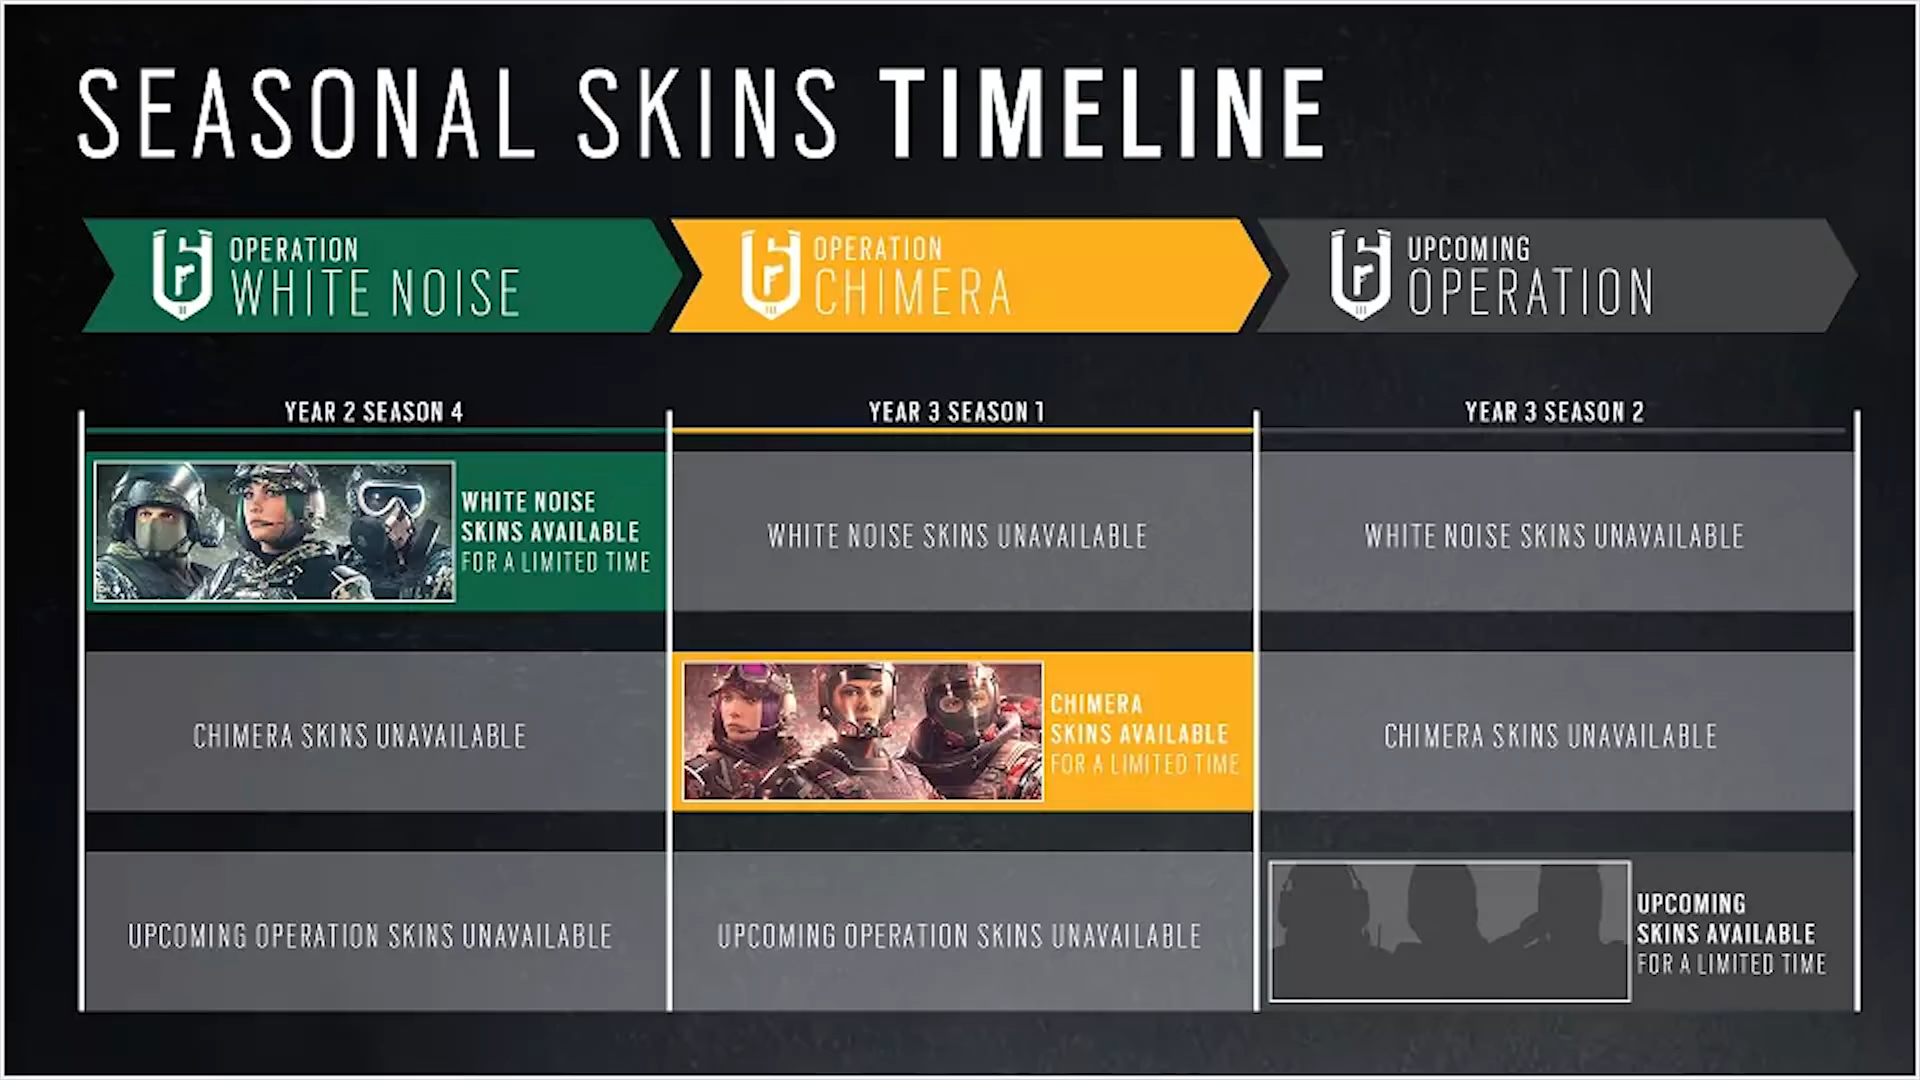 SEASONAL SKINS TIMELINE
OPERATION
WHITE NOISE
OPERATION
CHIMERA
UPCOMING
OPERATION
YEAR 2 SEASON 4
YEAR 3 SEASON 1
YEAR 3 SEASON 2
WHITE NOISE
SKINS AVAILABLE
FOR A LIMITED TIME
WHITE NOISE SKINS UNAVAILABLE
WHITE NOISE SKINS UNAVAILABLE
CHIMERA SKINS UNAVAILABLE
CHIMERA
SKINS AVAILABLE
FOR A LIMITED TIME
CHIMERA SKINS UNAVAILABLE
UPCOMING OPERATION SKINS UNAVAILABLE
UPCOMING OPERATION SKINS UNAVAILABLE
UPCOMING
SKINS AVAILABLE
FOR A LIMITED TIME